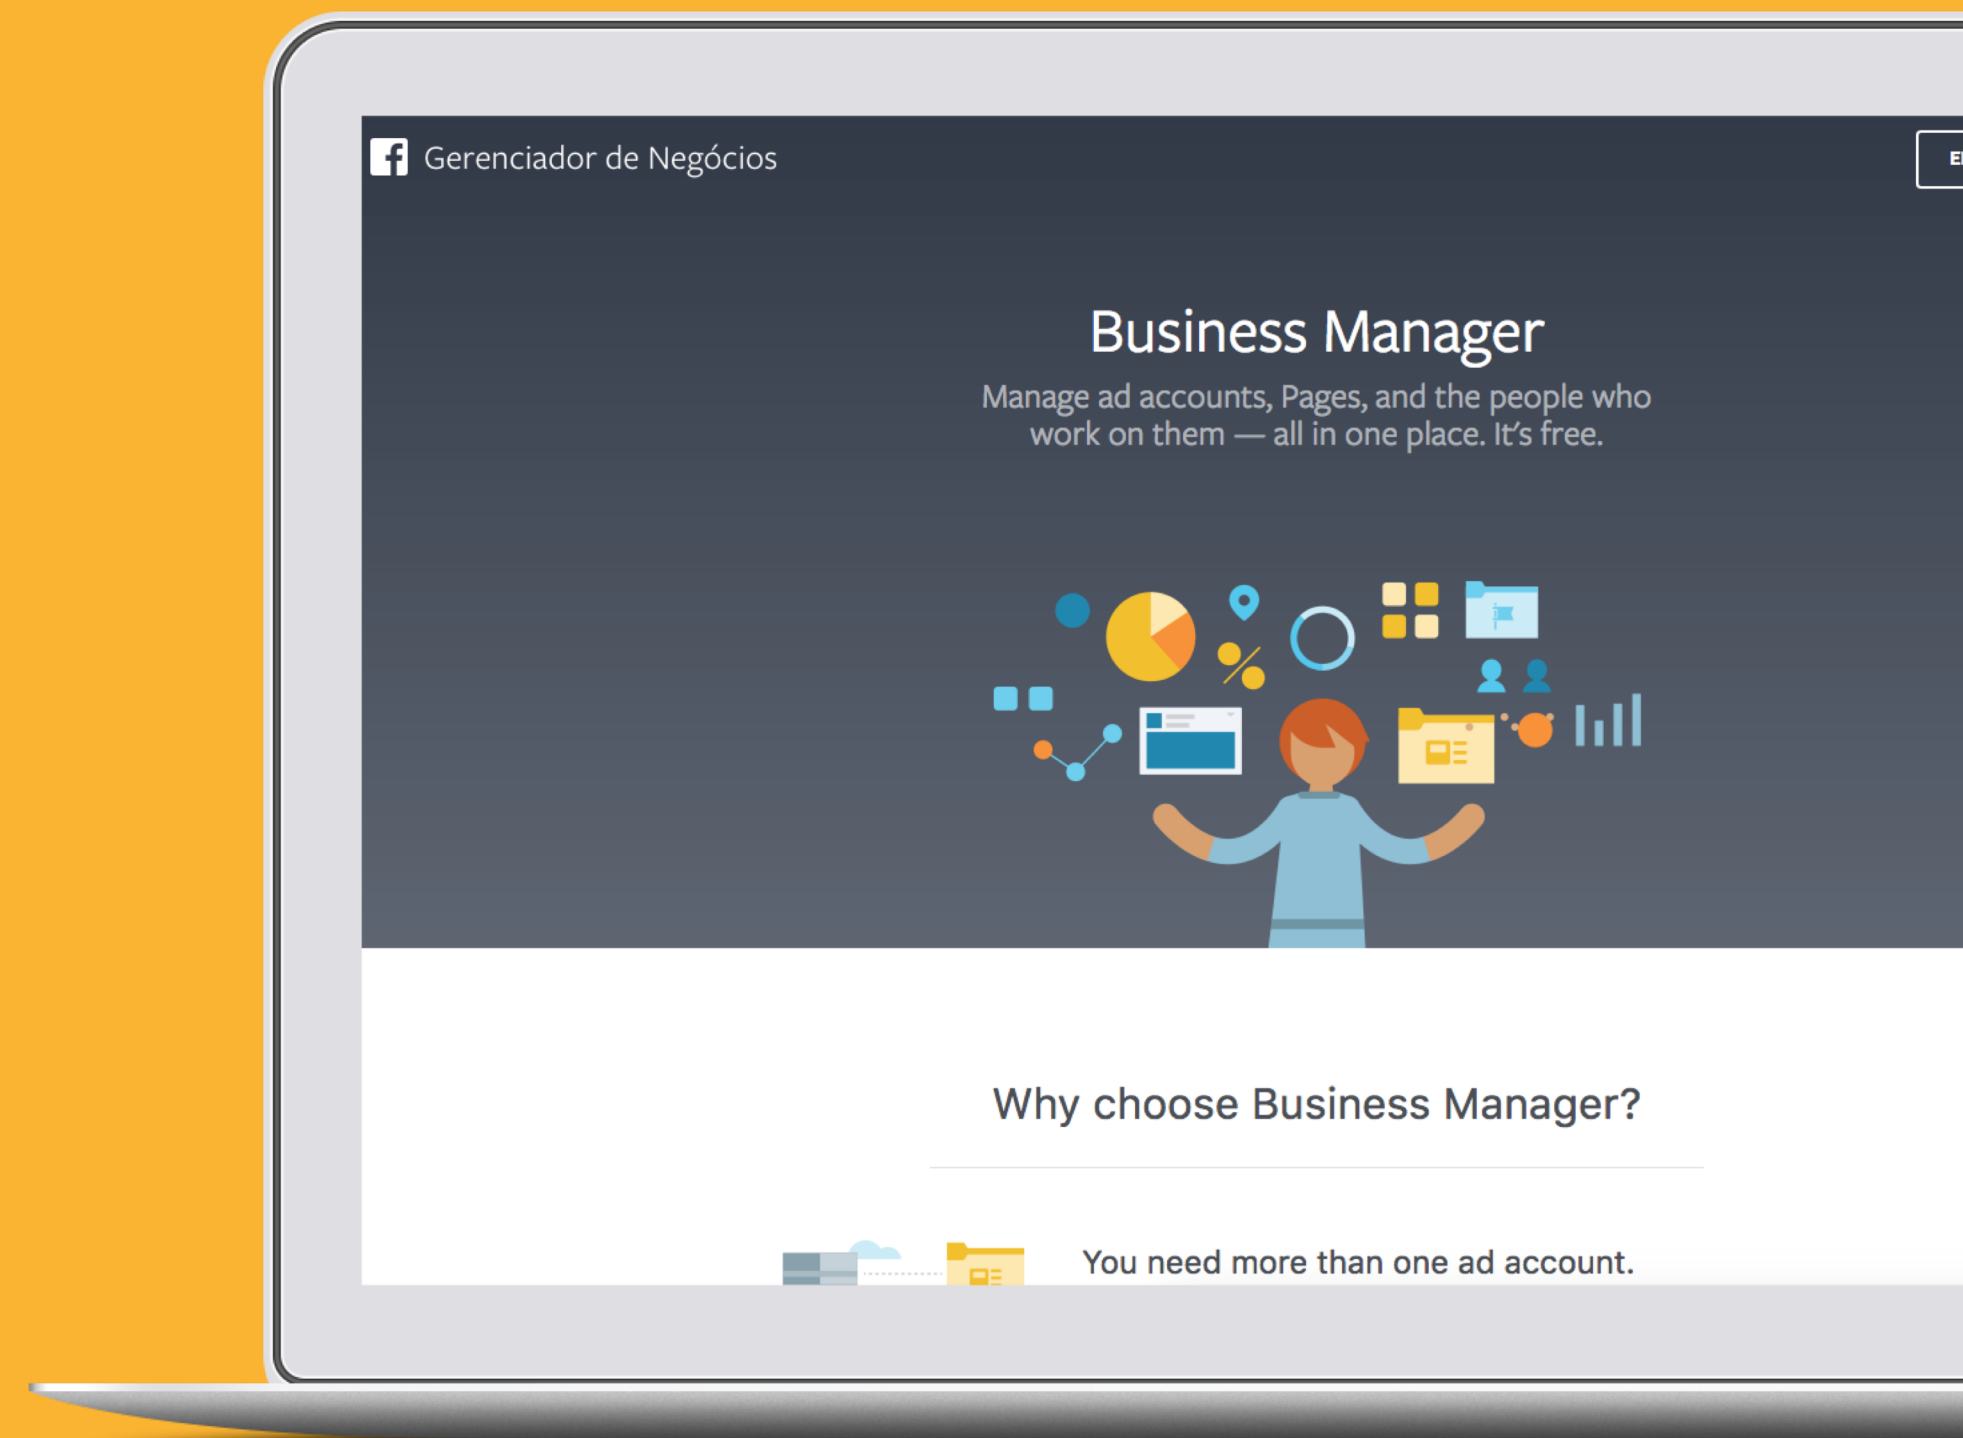 Gerenciador de Negócios
Business Manager
Manage ad accounts, Pages, and the people who
work on them — all in one place. It's free.
Why choose Business Manager?
You need more than one ad account.